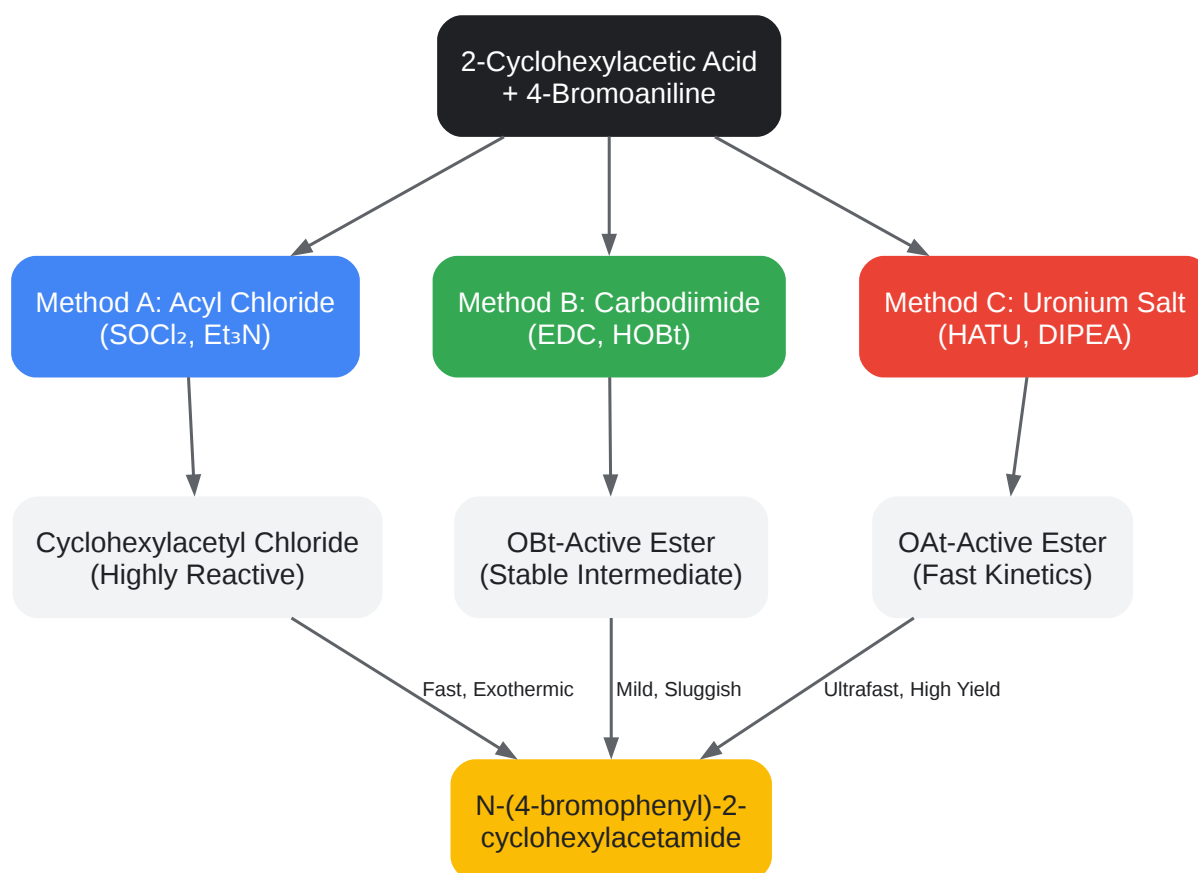 2-Cyclohexylacetic Acid
+ 4-Bromoaniline
Method A: Acyl Chloride
(SOCl₂, Et₃N)
Method B: Carbodiimide
(EDC, HOBt)
Method C: Uronium Salt
(HATU, DIPEA)
Cyclohexylacetyl Chloride
(Highly Reactive)
OBt-Active Ester
(Stable Intermediate)
OAt-Active Ester
(Fast Kinetics)
Fast, Exothermic
Mild, Sluggish
Ultrafast, High Yield
N-(4-bromophenyl)-2-
cyclohexylacetamide